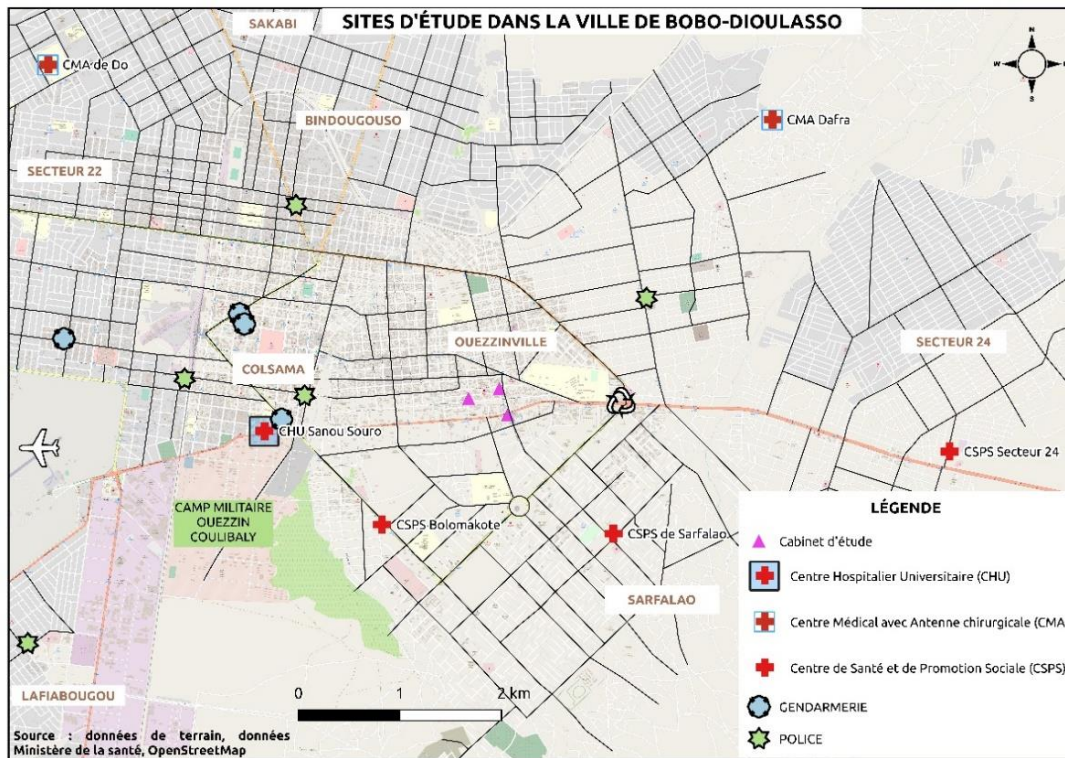 SITES D'ÉTUDE DANS LA VILLE DE BOBO-DIOULASSO
SAKABI
N
W
S
CMA de Do
BINDOUGOUSO
CMA Dafra
SECTEUR 22
OUEZZINVILLE
SECTEUR 24
COLSAMA
CHU Sanou Souro
CSPS Secteur 24
CAMP MILITAIRE
OUEZZIN
COULIBALY
CSPS Bolomakote
CSPS de Sarfalao
SARFALAO
LAFIABOUGOU
0 1 2 km
Source : données de terrain, données
Ministère de la santé, OpenStreetMap
LÉGENDE
Cabinet d'étude
Centre Hospitalier Universitaire (CHU)
Centre Médical avec Antenne chirurgicale (CMA
Centre de Santé et de Promotion Sociale (CSPS)
GENDARMERIE
POLICE